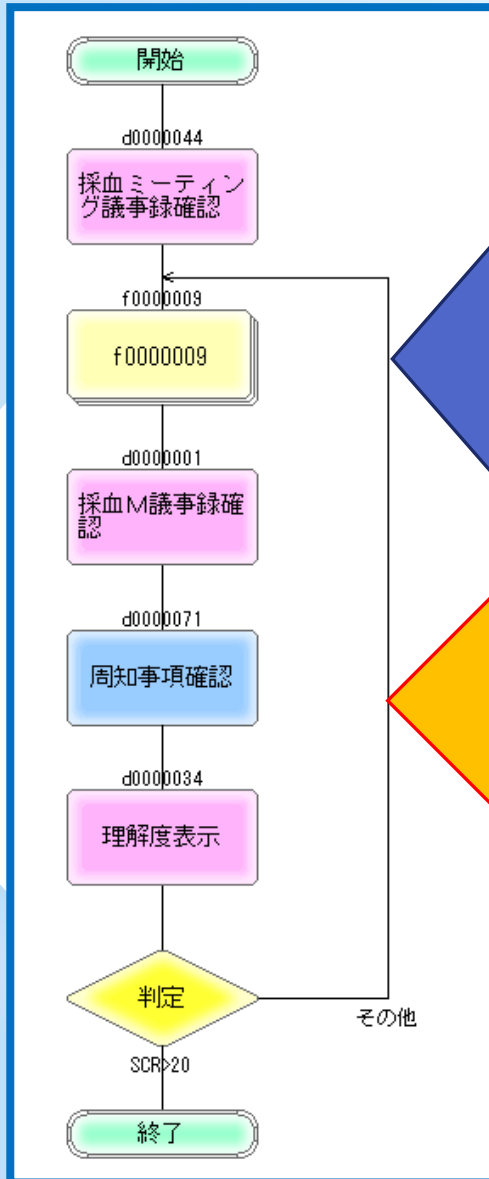 開始
d0000044
採血ミーティン
グ議事録確認
f0000009
f0000009
d0000001
採血M議事録確
認
d0000071
周知事項確認
d0000034
理解度表示
判定
その他
SCR>20
終了